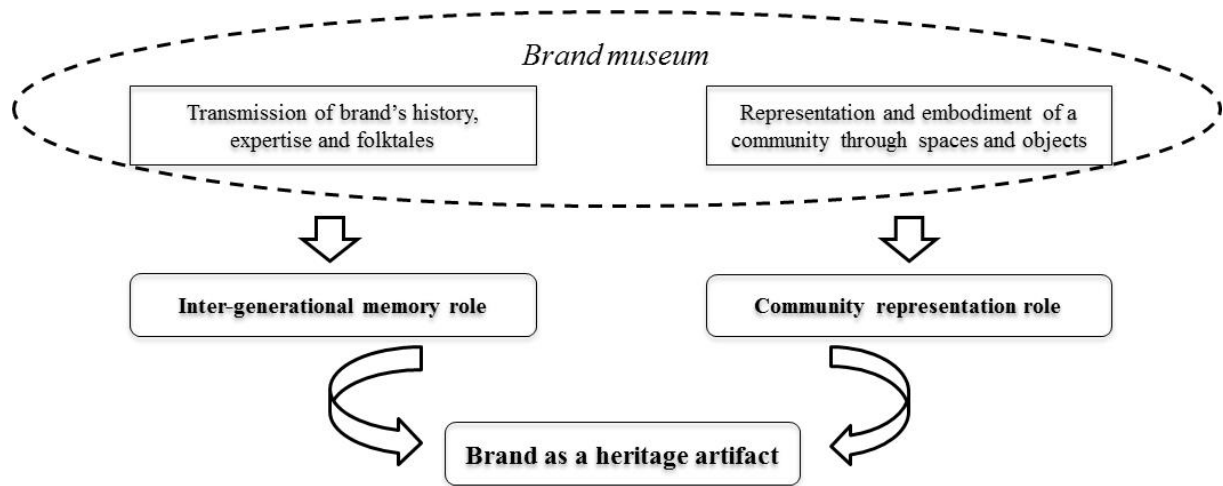 Brand museum
Transmission of brand's history,
expertise and folktales
Representation and embodiment of a
community through spaces and objects
Inter-generational memory role
Community representation role
Brand as a heritage artifact